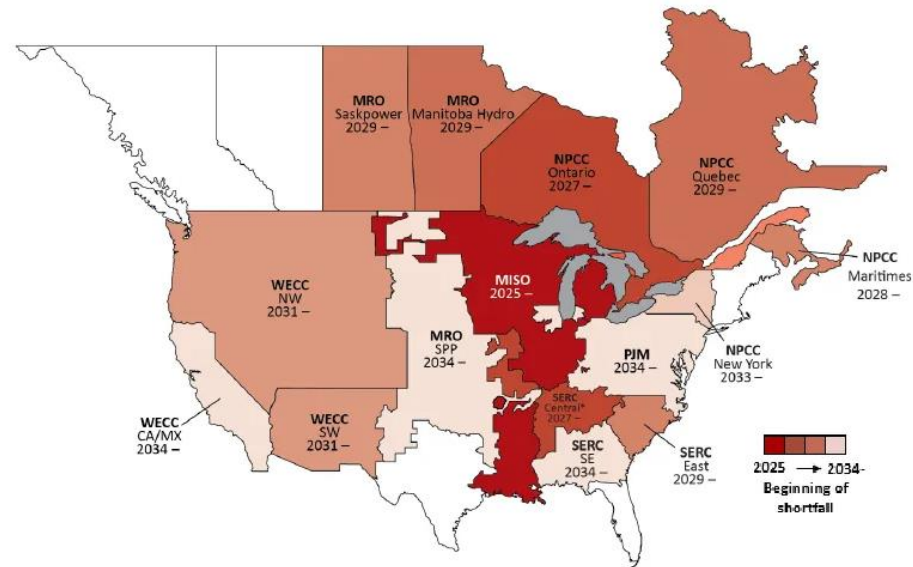 MRO
Saskpower
2029 –
MRO
Manitoba Hydro
2029 –
NPCC
Ontario
2027 –
NPCC
Quebec
2029 –
NPCC
Maritimes
2028 –
WECC
NW
2031 –
MISO
2025 –
MRO
SPP
2034 –
PJM
2034 –
NPCC
New York
2033 –
WECC
CA/MX
2034 –
WECC
SW
2031 –
SERC
Central*
2027 –
SERC
SE
2034 –
SERC
East
2029 –
2025 → 2034-
Beginning of
shortfall